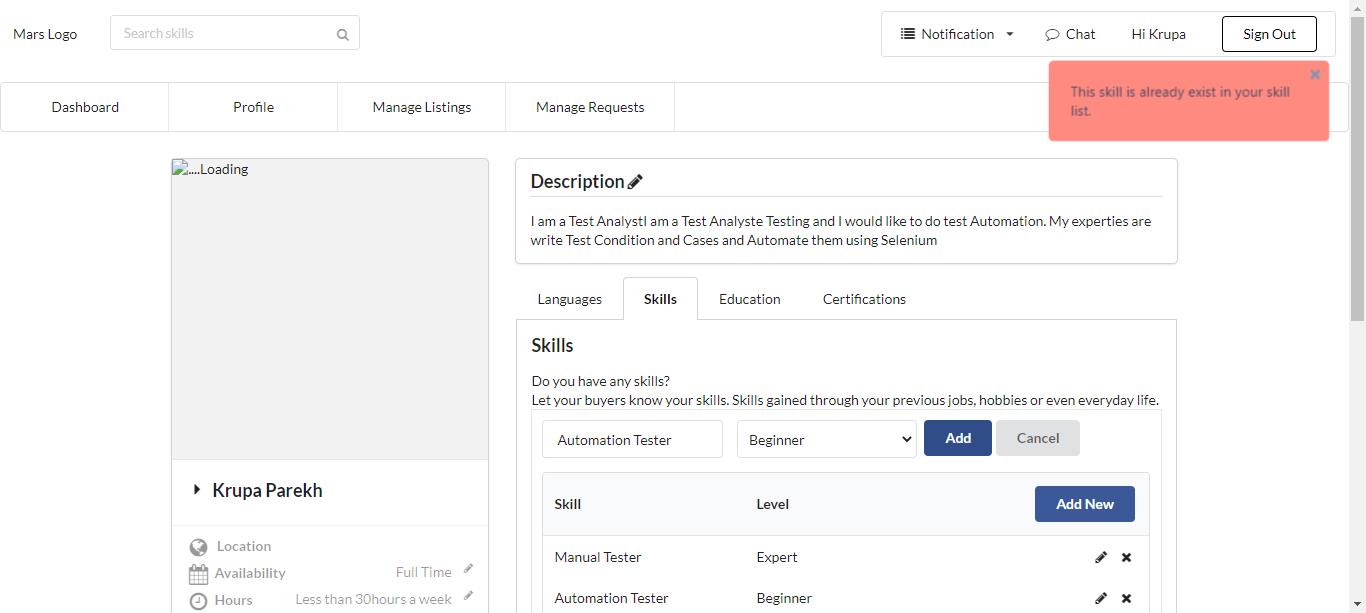 Mars Logo
Search skills
Notification
Chat
Hi Krupa
Sign Out
Dashboard
Profile
Manage Listings
Manage Requests
This skill is already exist in your skill
list.
....Loading
Description
I am a Test AnalystI am a Test Analyste Testing and I would like to do test Automation. My experties are
write Test Condition and Cases and Automate them using Selenium
Languages
Skills
Education
Certifications
Skills
Do you have any skills?
Let your buyers know your skills. Skills gained through your previous jobs, hobbies or even everyday life.
Automation Tester
Beginner
Add
Cancel
Skill
Level
Add New
Manual Tester
Expert
Automation Tester
Beginner
Krupa Parekh
Location
Availability
Full Time
Hours
Less than 30hours a week